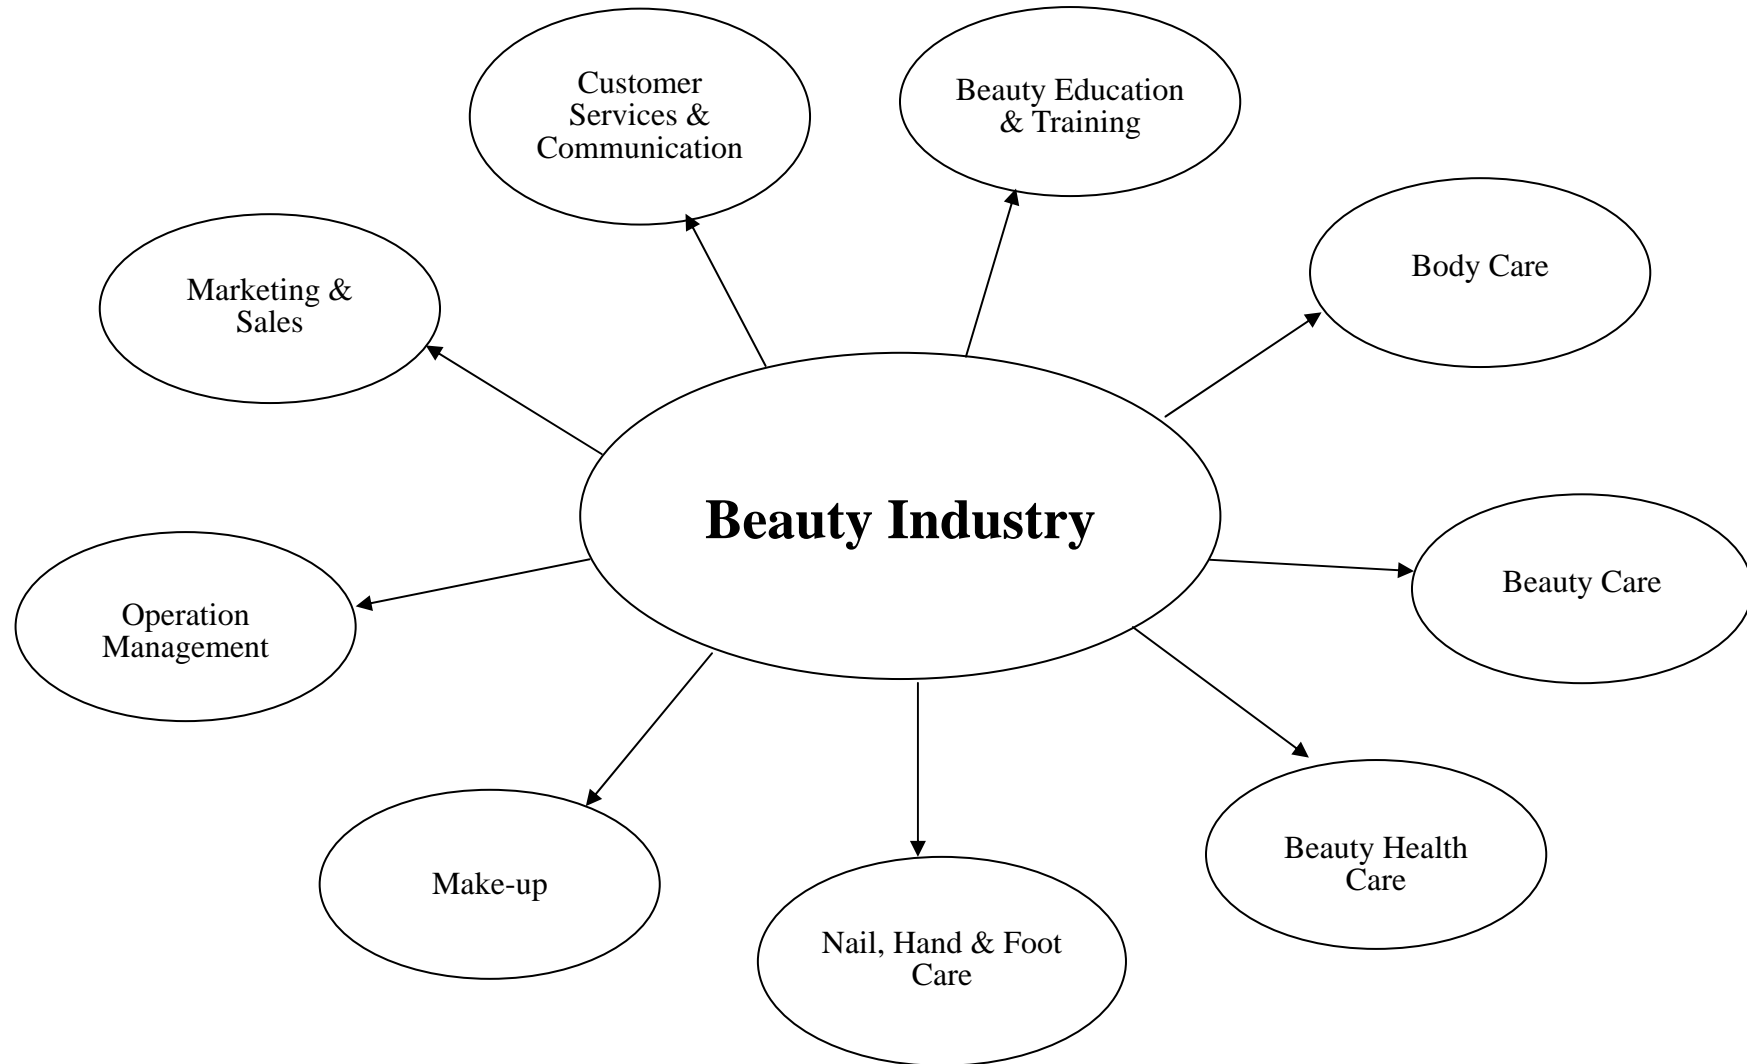 Customer
Services &
Communication
Beauty Education
& Training
Marketing &
Sales
Body Care
Beauty Industry
Operation
Management
Beauty Care
Make-up
Nail, Hand & Foot
Care
Beauty Health
Care